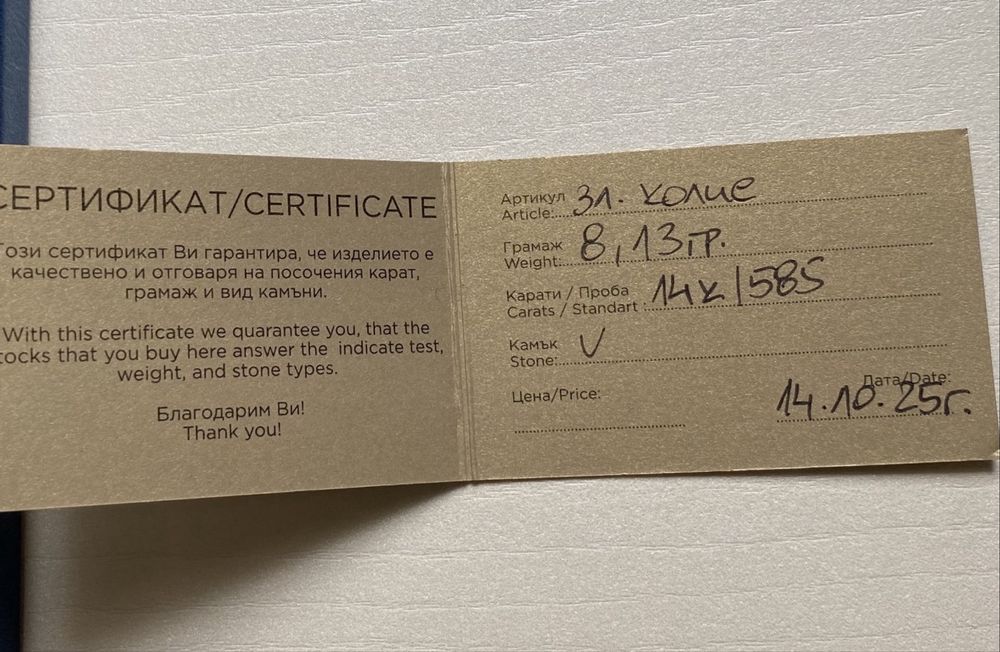 СЕРТИФИКАТ/CERTIFICATE
Този сертификат Ви гарантира, че изделието е
качествено и отговаря на посочения карат,
грамаж и вид камъни.
With this certificate we quarantee you, that the
tocks that you buy here answer the indicate test,
weight, and stone types.
Благодарим Ви!
Thank you!
Артикул
Article: Зл. колие
Грамаж
Weight: 8,13гр.
Карати / Проба
Carats / Standart : 14к/585
Камък
Stone: V
Цена/Price:
Дата/Date:
14.10.25г.